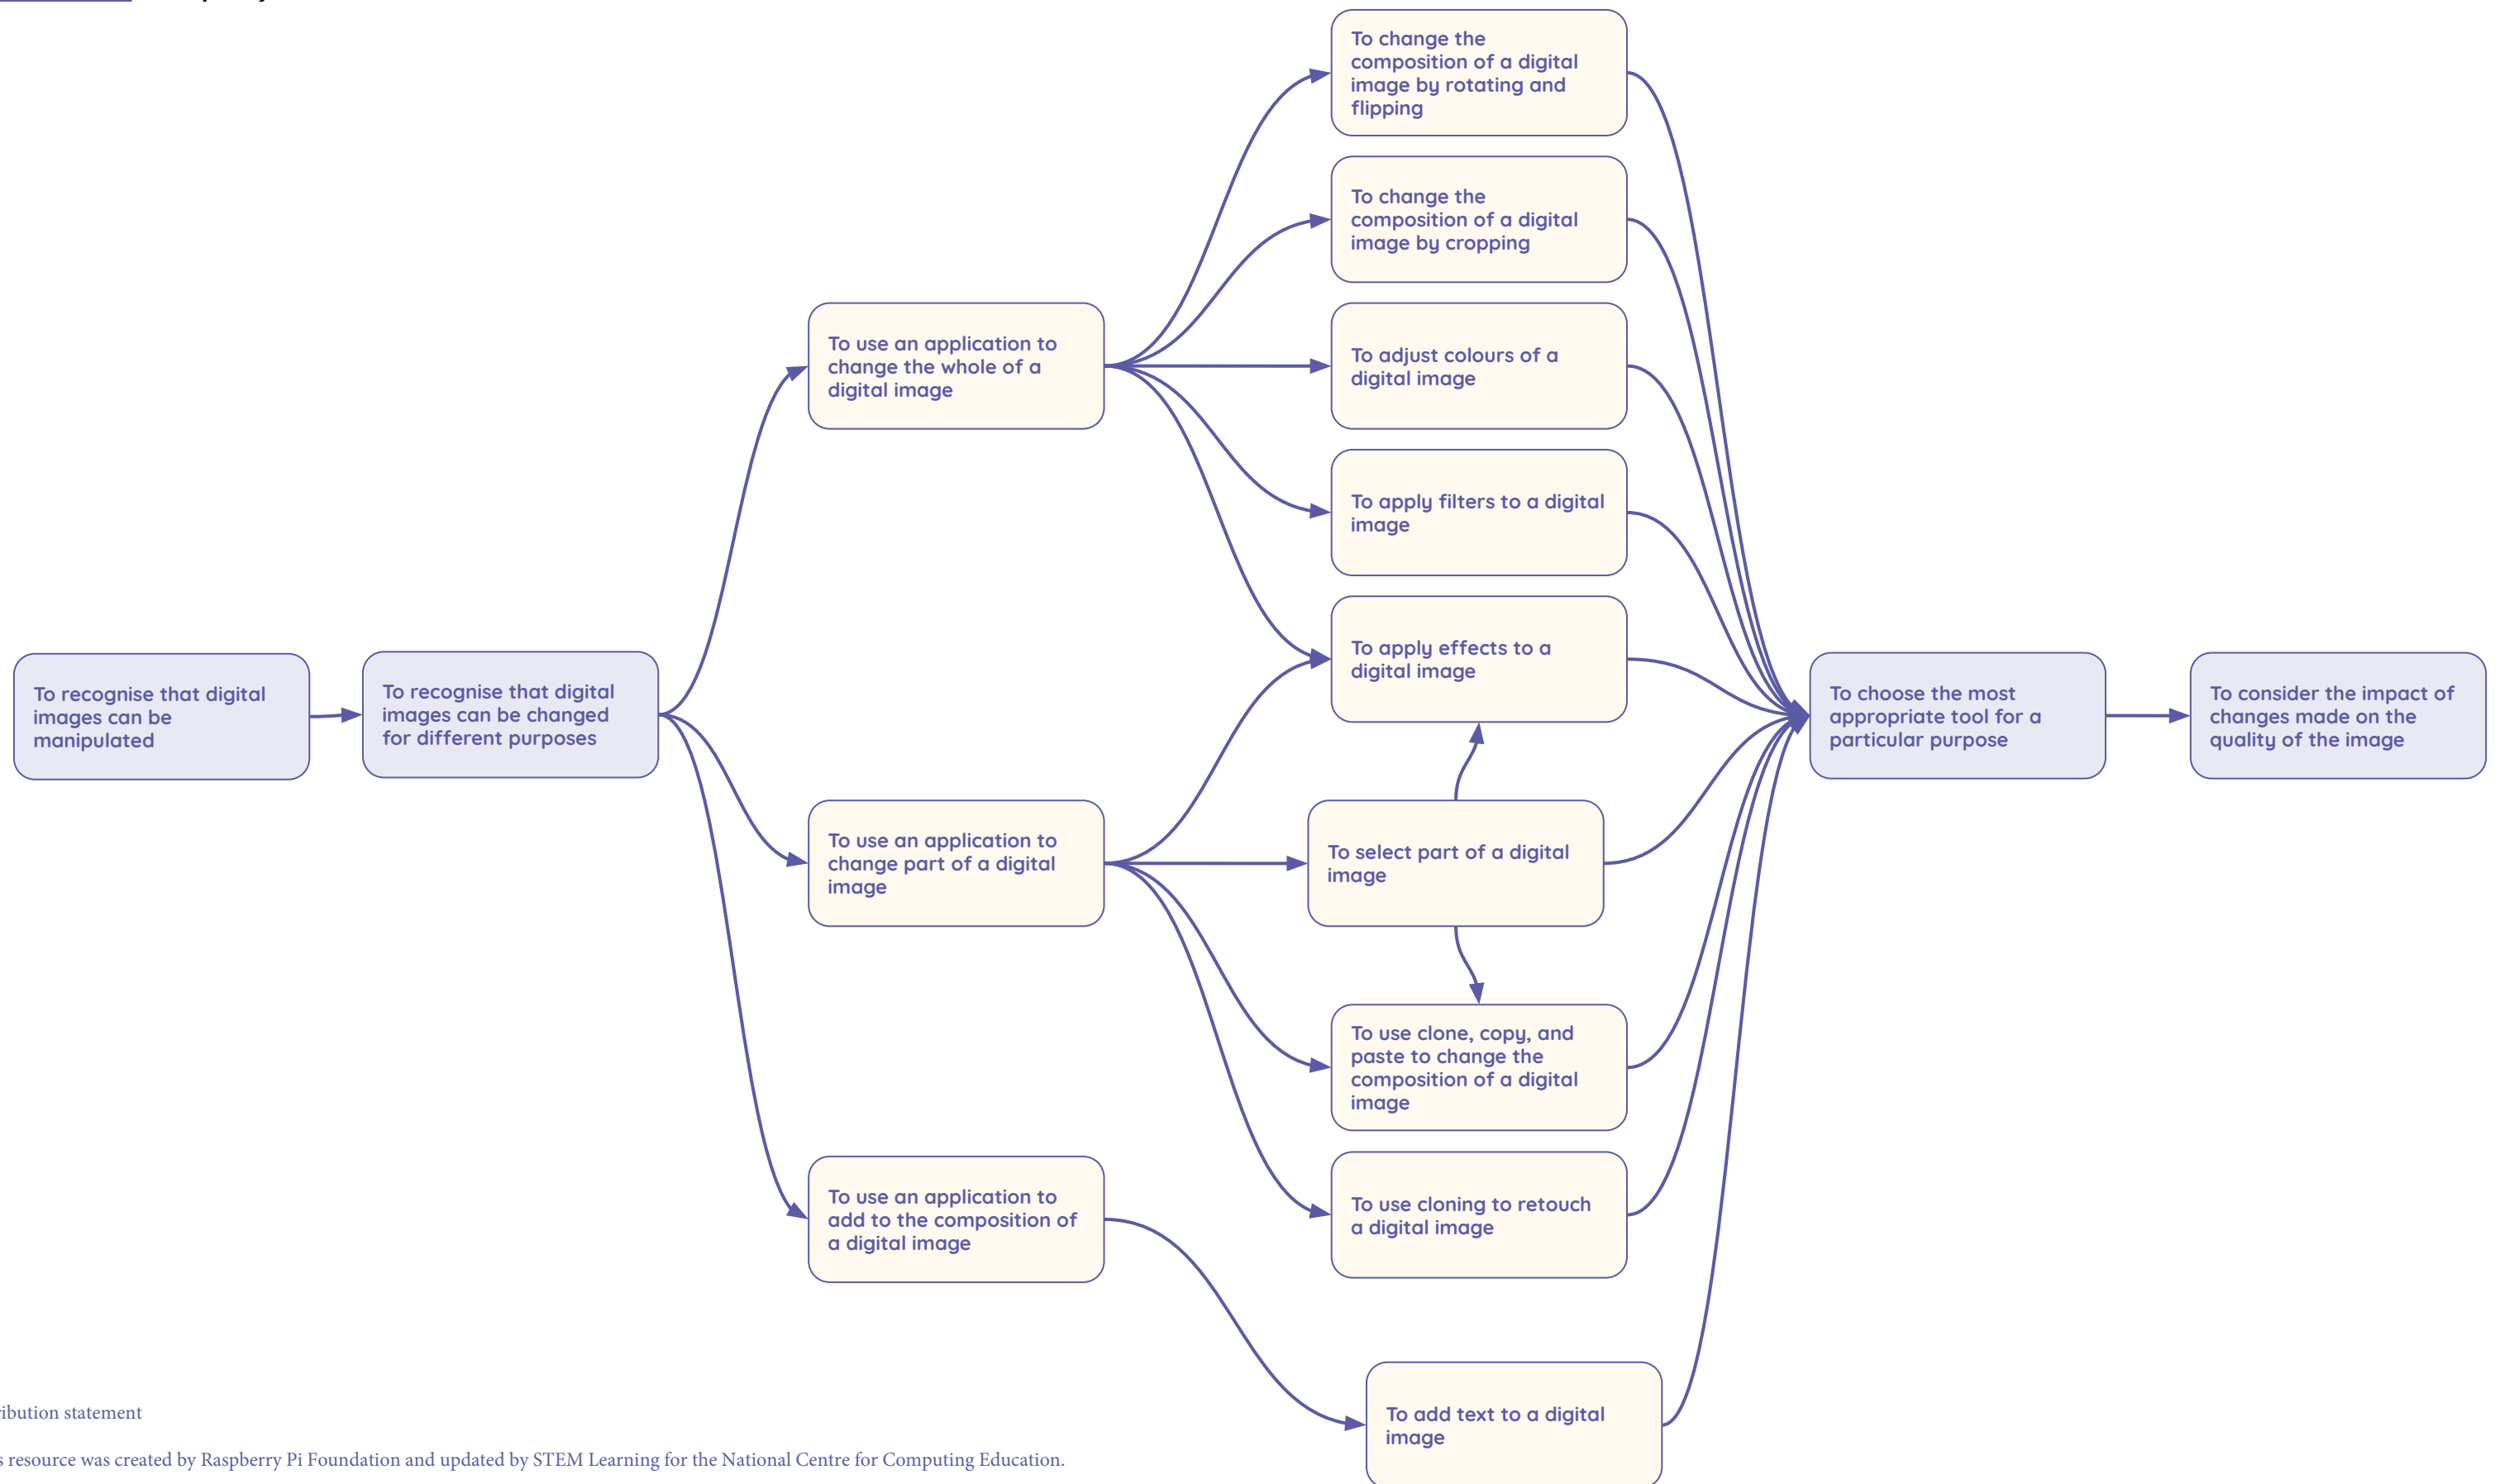 To change the
composition of a digital
image by rotating and
flipping
To change the
composition of a digital
image by cropping
To use an application to
change the whole of a
digital image
To adjust colours of a
digital image
To apply filters to a digital
image
To recognise that digital
images can be
manipulated
To recognise that digital
images can be changed
for different purposes
To apply effects to a
digital image
To choose the most
appropriate tool for a
particular purpose
To consider the impact of
changes made on the
quality of the image
To use an application to
change part of a digital
image
To select part of a digital
image
To use clone, copy, and
paste to change the
composition of a digital
image
To use an application to
add to the composition of
a digital image
To use cloning to retouch
a digital image
To add text to a digital
image
ribution statement
s resource was created by Raspberry Pi Foundation and updated by STEM Learning for the National Centre for Computing Education.